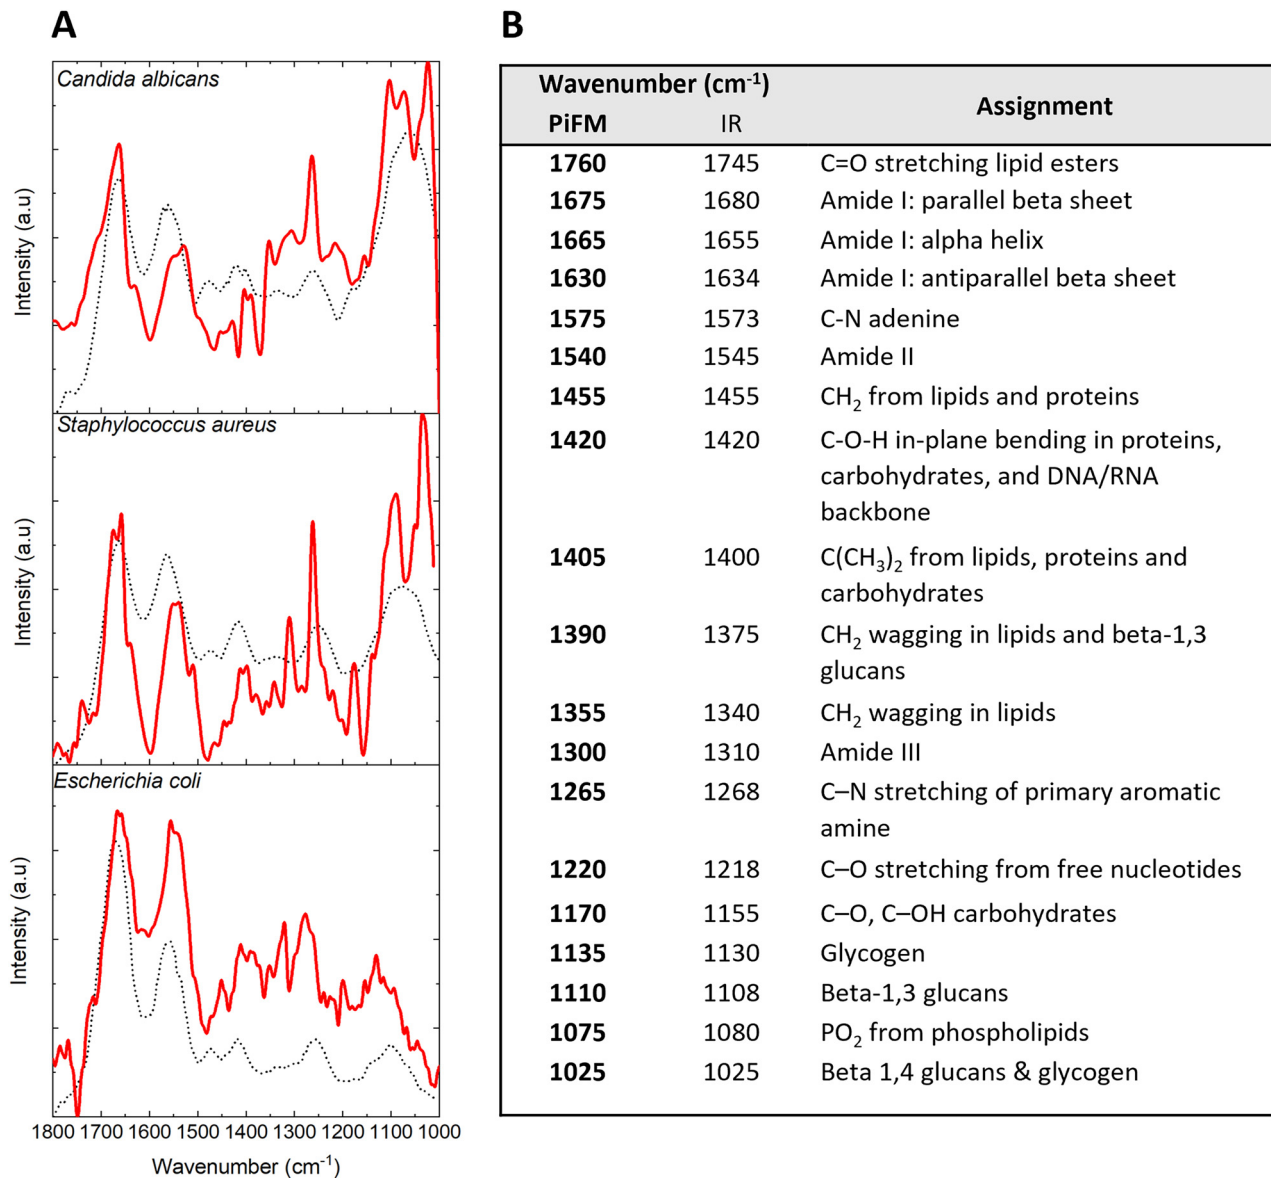 A
Candida albicans
Intensity (a.u)
Staphylococcus aureus
Intensity (a.u)
Escherichia coli
Intensity (a.u)
1800 1700 1600 1500 1400 1300 1200 1100 1000
Wavenumber (cm-1)
B
Wavenumber (cm-1)
Assignment
PiFM IR
1760 1745 C=O stretching lipid esters
1675 1680 Amide I: parallel beta sheet
1665 1655 Amide I: alpha helix
1630 1634 Amide I: antiparallel beta sheet
1575 1573 C-N adenine
1540 1545 Amide II
1455 1455 CH2 from lipids and proteins
1420 1420 C-O-H in-plane bending in proteins,
carbohydrates, and DNA/RNA
backbone
1405 1400 C(CH3)2 from lipids, proteins and
carbohydrates
1390 1375 CH2 wagging in lipids and beta-1,3
glucans
1355 1340 CH2 wagging in lipids
1300 1310 Amide III
1265 1268 C–N stretching of primary aromatic
amine
1220 1218 C–O stretching from free nucleotides
1170 1155 C–O, C–OH carbohydrates
1135 1130 Glycogen
1110 1108 Beta-1,3 glucans
1075 1080 PO2 from phospholipids
1025 1025 Beta 1,4 glucans & glycogen